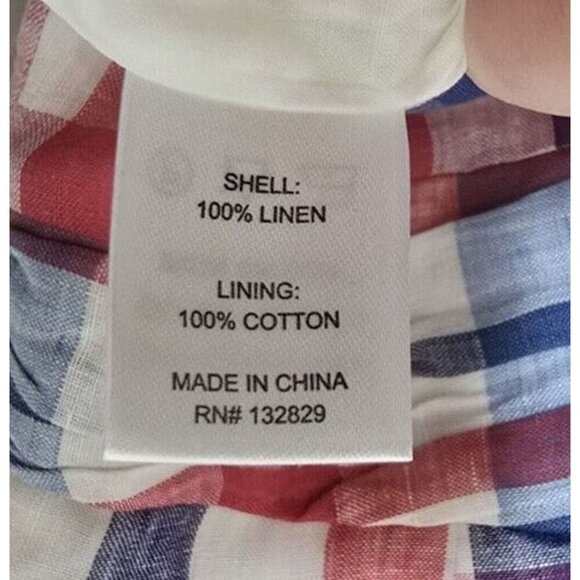 SHELL:
100% LINEN
LINING:
100% COTTON
MADE IN CHINA
RN# 132829